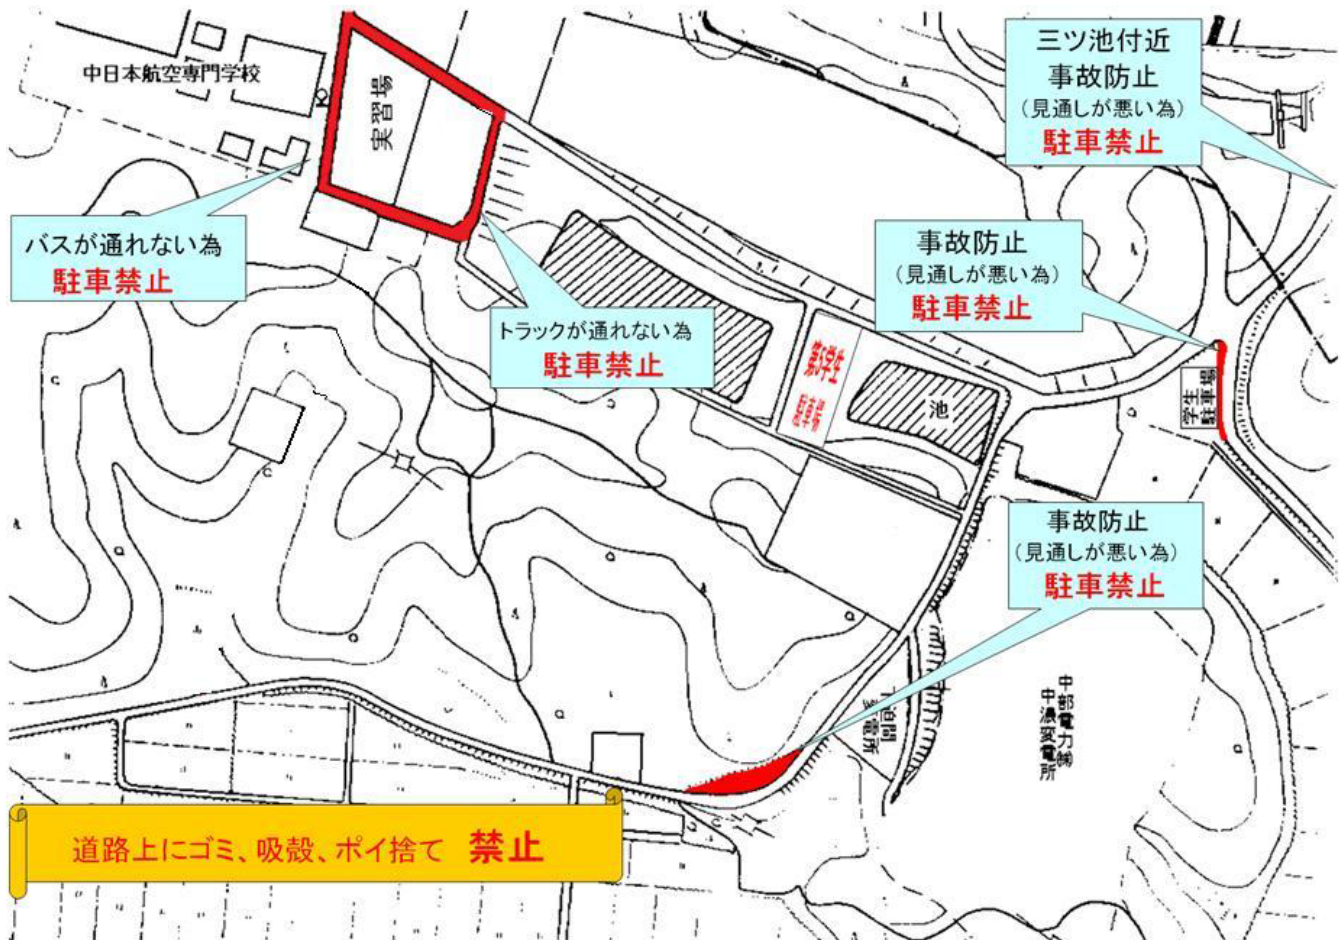 中日本航空専門学校
実習場
三ツ池付近
事故防止
(見通しが悪い為)
駐車禁止
バスが通れない為
駐車禁止
トラックが通れない為
駐車禁止
事故防止
(見通しが悪い為)
駐車禁止
第5学生
駐車場
池
学生
駐車場
事故防止
(見通しが悪い為)
駐車禁止
中部電力㈱
中濃変電所
道路上にゴミ、吸殻、ポイ捨て 禁止